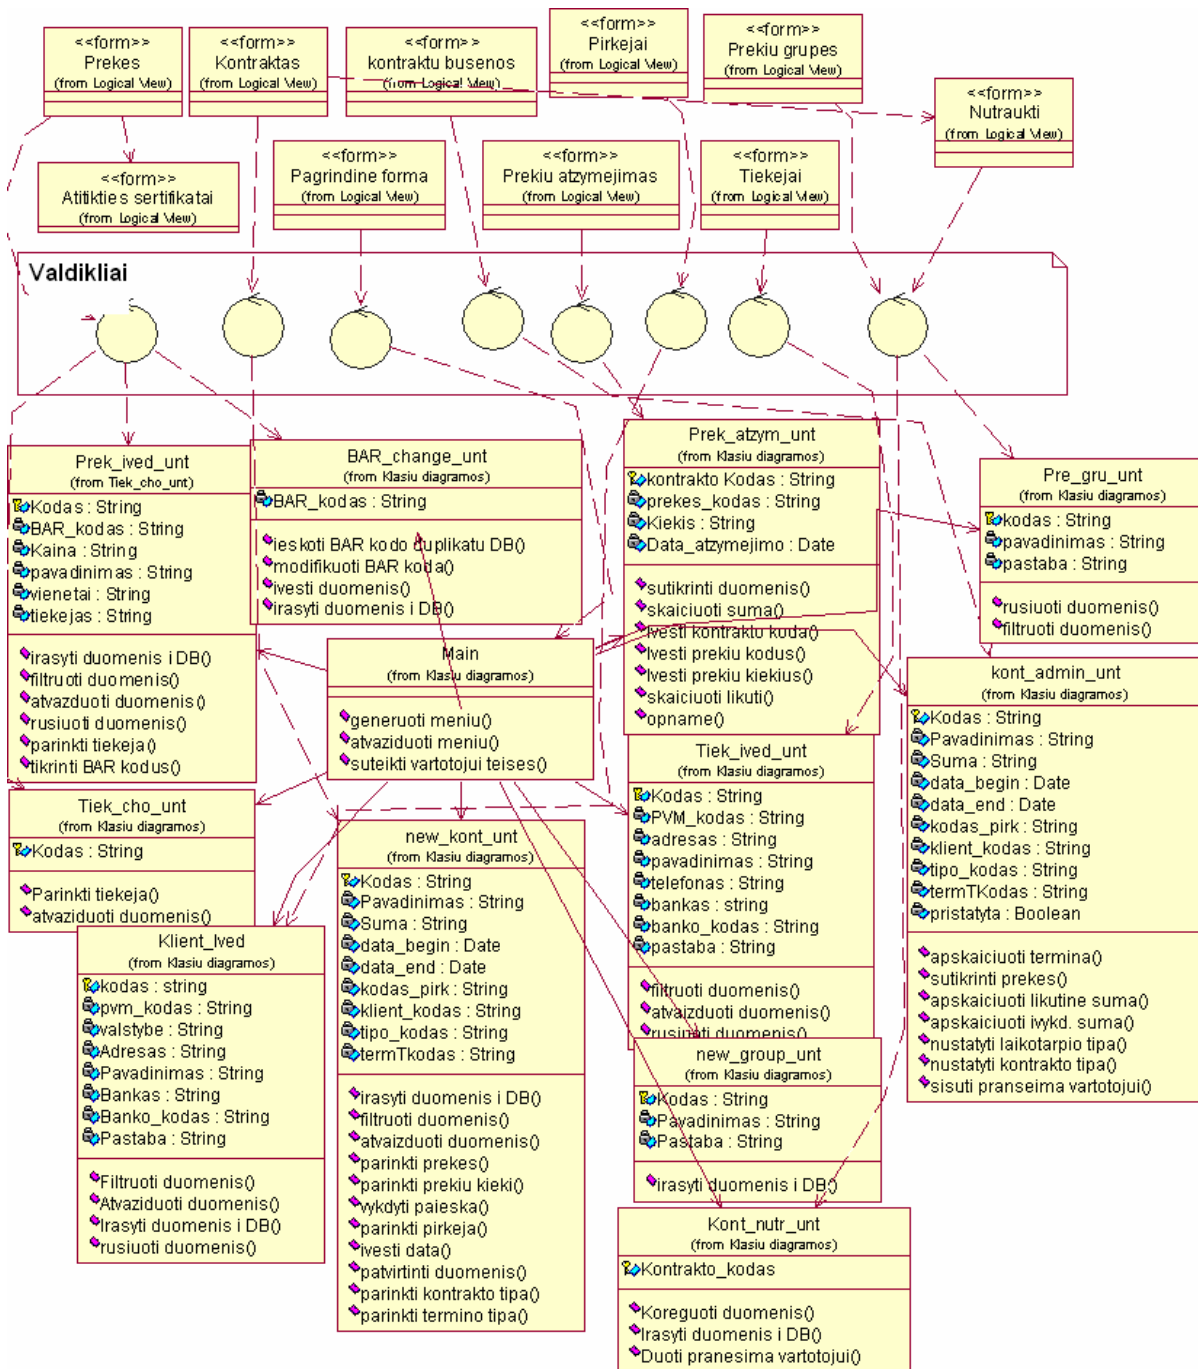 <<form>>
Prekes
(from Logical View)
<<form>>
Kontraktas
(from Logical View)
<<form>>
kontraktu busenos
(from Logical View)
<<form>>
Pirkejai
(from Logical View)
<<form>>
Prekiu grupes
(from Logical View)
<<form>>
Nutraukti
(from Logical View)
<<form>>
Atitikties sertifikatai
(from Logical View)
<<form>>
Pagrindine forma
(from Logical View)
<<form>>
Prekiu atzymejimas
(from Logical View)
<<form>>
Tiekejai
(from Logical View)
Valdikliai
Prek_ived_unt
(from Tiek_cho_unt)
Kodas : String
BAR_kodas : String
Kaina : String
pavadinimas : String
vienetai : String
tiekejas : String
irasyti duomenis i DB()
filtruoti duomenis()
atvazduoti duomenis()
rusiuoti duomenis()
parinkti tiekeja()
tikrinti BAR kodus()
BAR_change_unt
(from Klasiu diagramos)
BAR_kodas : String
ieskoti BAR kodo duplikatu DB()
modifikuoti BAR koda()
ivesti duomenis()
irasyti duomenis i DB()
Prek_atzym_unt
(from Klasiu diagramos)
kontrakto Kodas : String
prekes_kodas : String
Kiekis : String
Data_atzymejimo : Date
sutikrinti duomenis()
skaiciuoti suma()
Ivesti kontrakto koda()
Ivesti prekiu kodus()
Ivesti prekiu kiekius()
skaiciuoti likuti()
opname()
Pre_gru_unt
(from Klasiu diagramos)
kodas : String
pavadinimas : String
pastaba : String
rusiuoti duomenis()
filtruoti duomenis()
Main
(from Klasiu diagramos)
generuoti meniu()
atvaziduoti meniu()
suteikti vartotojui teises()
kont_admin_unt
(from Klasiu diagramos)
Kodas : String
Pavadinimas : String
Suma : String
data_begin : Date
data_end : Date
kodas_pirk : String
klient_kodas : String
tipo_kodas : String
termTKodas : String
pristatyta : Boolean
apskaiciuoti termina()
sutikrinti prekes()
apskaiciuoti likutine suma()
apskaiciuoti ivykd. suma()
nustatyti laikotarpio tipa()
nustatyti kontrakto tipa()
sisuti pranseima vartotojui()
Tiek_ived_unt
(from Klasiu diagramos)
Kodas : String
PVM_kodas : String
adresas : String
pavadinimas : String
telefonas : String
bankas : string
banko_kodas : String
pastaba : String
filtruoti duomenis()
atvaizduoti duomenis()
rusiuoti duomenis()
Tiek_cho_unt
(from Klasiu diagramos)
Kodas : String
Parinkti tiekeja()
atvaziduoti duomenis()
new_kont_unt
(from Klasiu diagramos)
Kodas : String
Pavadinimas : String
Suma : String
data_begin : Date
data_end : Date
kodas_pirk : String
klient_kodas : String
tipo_kodas : String
termTkodas : String
irasyti duomenis i DB()
filtruoti duomenis()
atvaizduoti duomenis()
parinkti prekes()
parinkti prekiu kieki()
vykdyti paieska()
parinkti pirkeja()
ivesti data()
patvirtinti duomenis()
parinkti kontrakto tipa()
parinkti termino tipa()
Klient_Ived
(from Klasiu diagramos)
kodas : string
pvm_kodas : String
valstybe : String
Adresas : String
Pavadinimas : String
Bankas : String
Banko_kodas : String
Pastaba : String
Filtruoti duomenis()
Atvaziduoti duomenis()
Irasyti duomenis i DB()
rusiuoti duomenis()
new_group_unt
(from Klasiu diagramos)
Kodas : String
Pavadinimas : String
Pastaba : String
irasyti duomenis i DB()
Kont_nutr_unt
(from Klasiu diagramos)
Kontrakto_kodas
Koreguoti duomenis()
Irasyti duomenis i DB()
Duoti pranesima vartotojui()